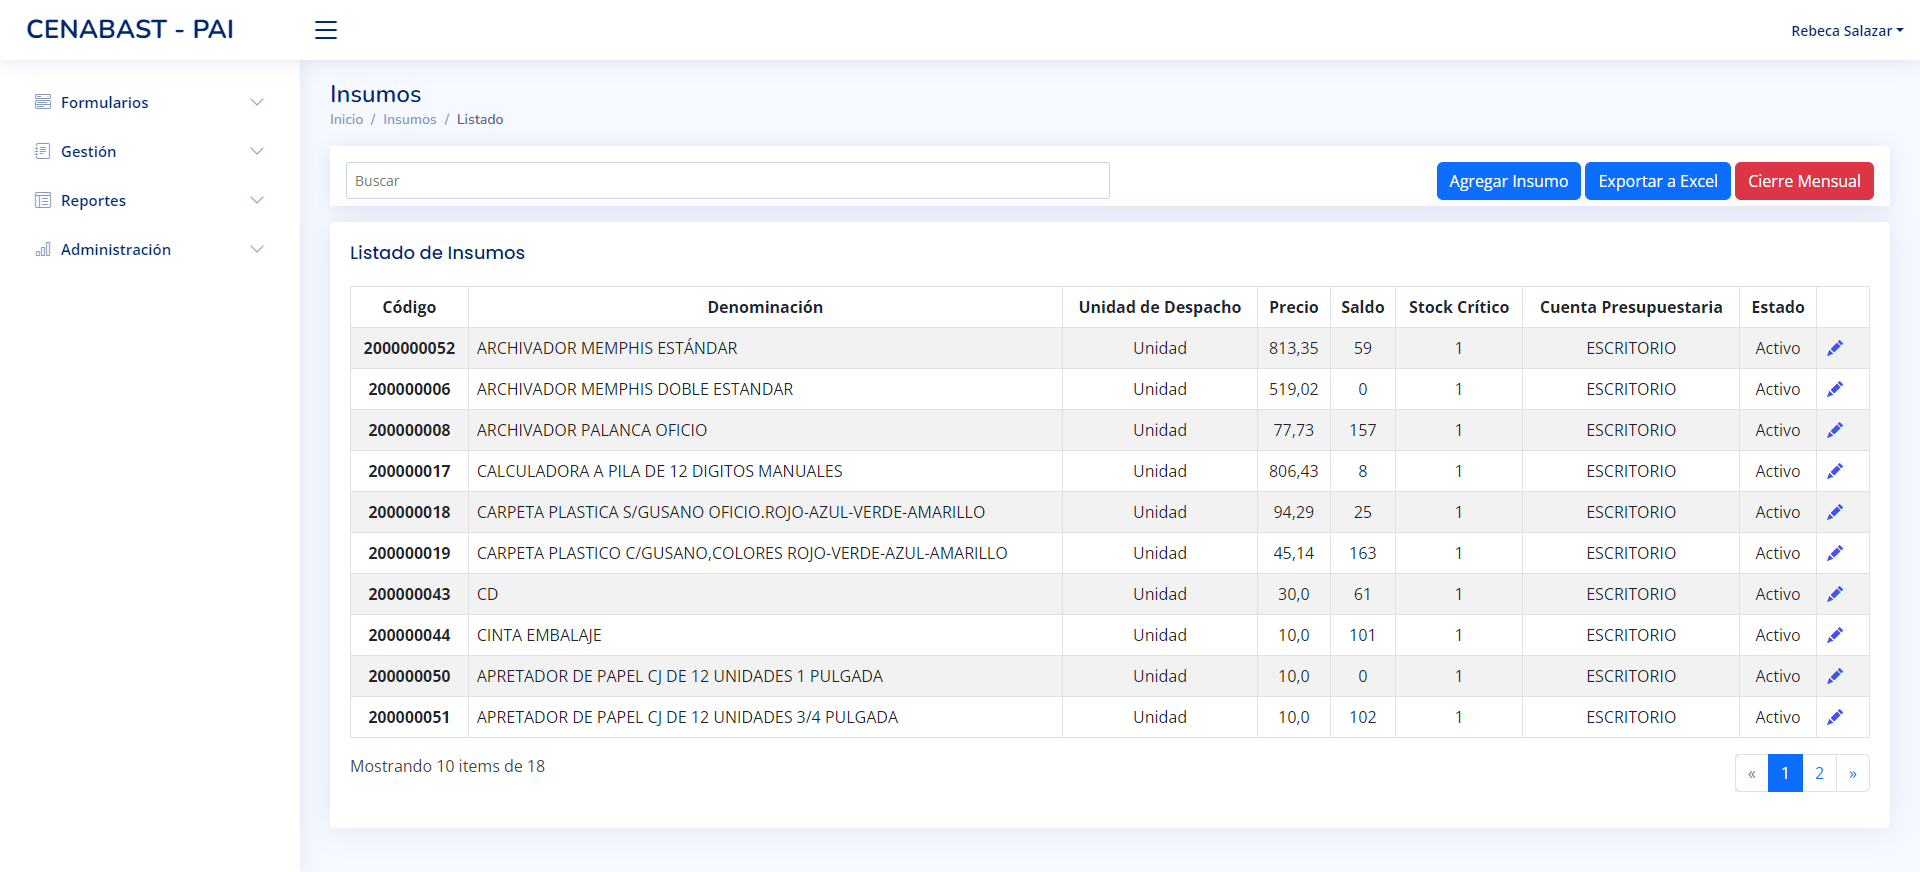 CENABAST - PAI
Rebeca Salazar
Formularios
Gestión
Reportes
Administración
Insumos
Inicio / Insumos / Listado
Buscar
Agregar Insumo Exportar a Excel Cierre Mensual
Listado de Insumos
Código Denominación Unidad de Despacho Precio Saldo Stock Crítico Cuenta Presupuestaria Estado
2000000052 ARCHIVADOR MEMPHIS ESTÁNDAR Unidad 813,35 59 1 ESCRITORIO Activo
200000006 ARCHIVADOR MEMPHIS DOBLE ESTANDAR Unidad 519,02 0 1 ESCRITORIO Activo
200000008 ARCHIVADOR PALANCA OFICIO Unidad 77,73 157 1 ESCRITORIO Activo
200000017 CALCULADORA A PILA DE 12 DIGITOS MANUALES Unidad 806,43 8 1 ESCRITORIO Activo
200000018 CARPETA PLASTICA S/GUSANO OFICIO.ROJO-AZUL-VERDE-AMARILLO Unidad 94,29 25 1 ESCRITORIO Activo
200000019 CARPETA PLASTICO C/GUSANO,COLORES ROJO-VERDE-AZUL-AMARILLO Unidad 45,14 163 1 ESCRITORIO Activo
200000043 CD Unidad 30,0 61 1 ESCRITORIO Activo
200000044 CINTA EMBALAJE Unidad 10,0 101 1 ESCRITORIO Activo
200000050 APRETADOR DE PAPEL CJ DE 12 UNIDADES 1 PULGADA Unidad 10,0 0 1 ESCRITORIO Activo
200000051 APRETADOR DE PAPEL CJ DE 12 UNIDADES 3/4 PULGADA Unidad 10,0 102 1 ESCRITORIO Activo
Mostrando 10 items de 18
« 1 2 »